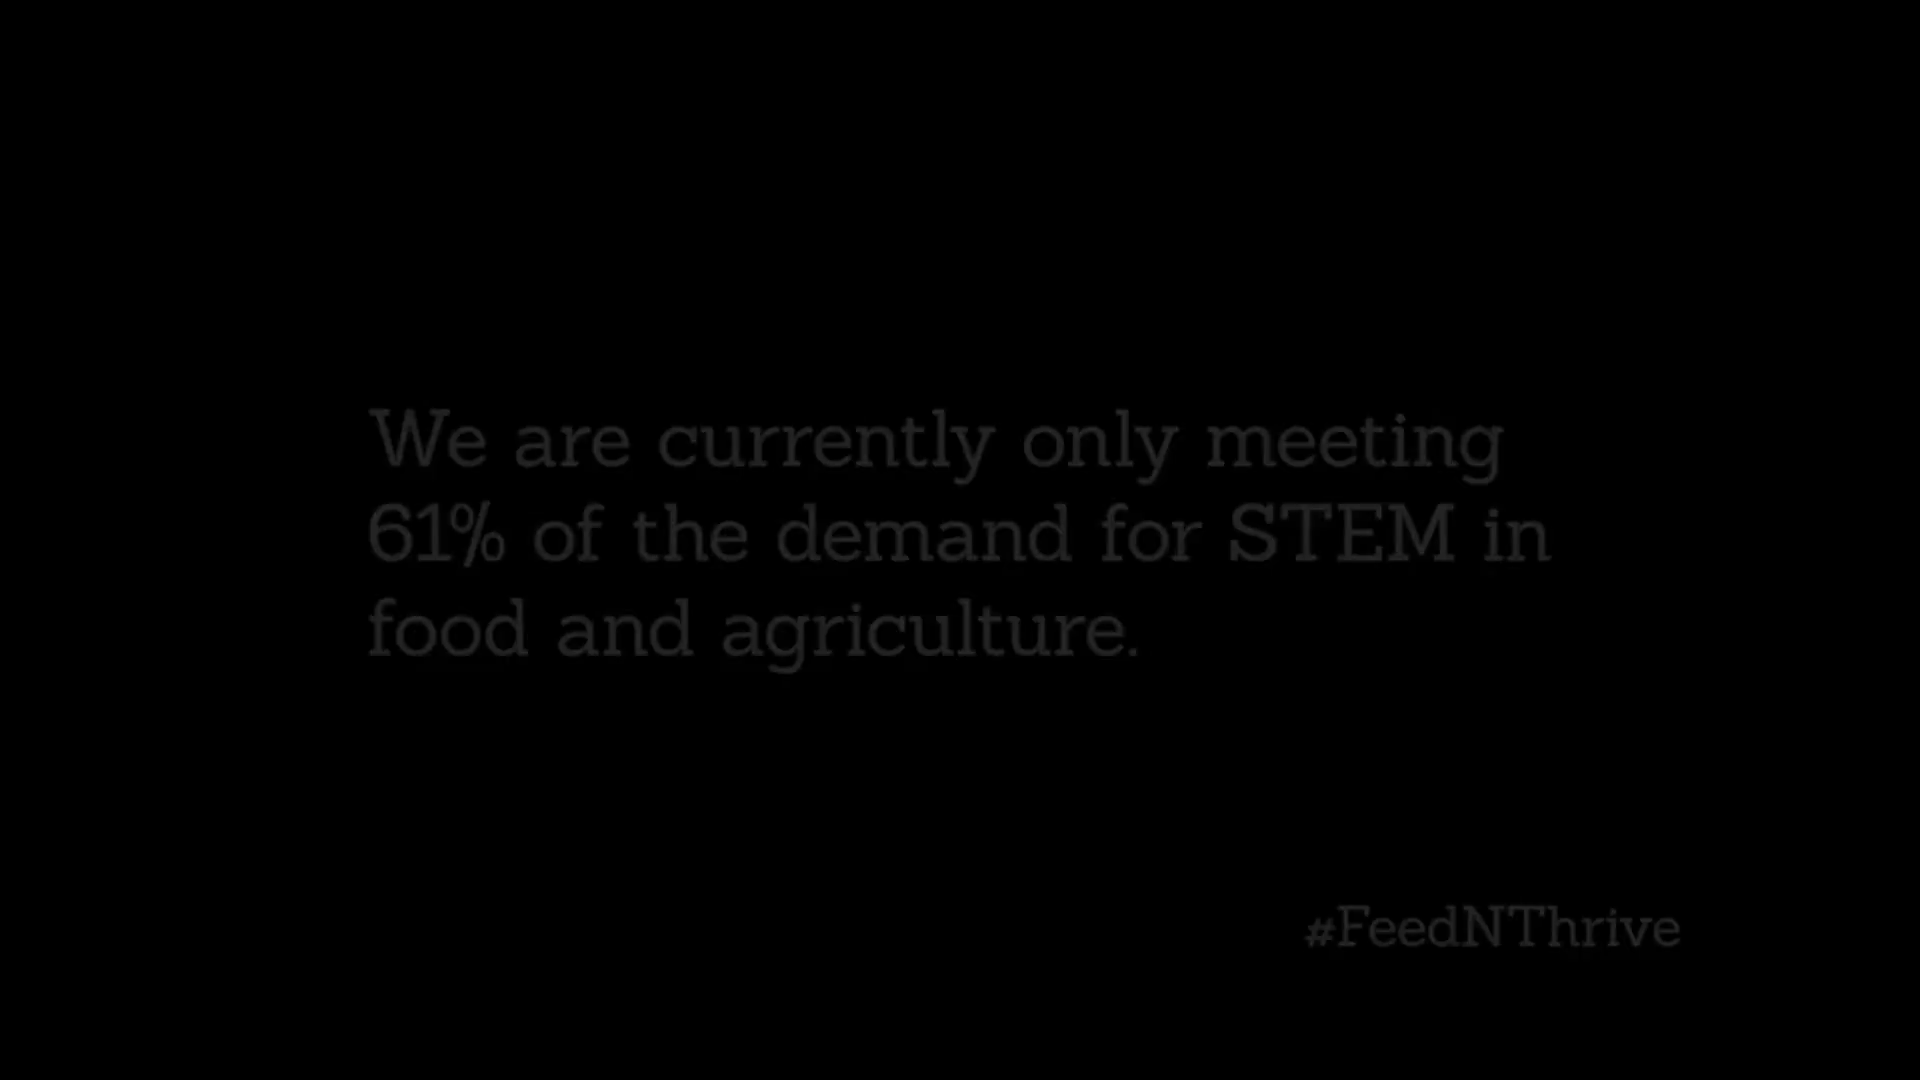 We are currently only meeting
61% of the demand for STEM in
food and agriculture.
#FeedNThrive